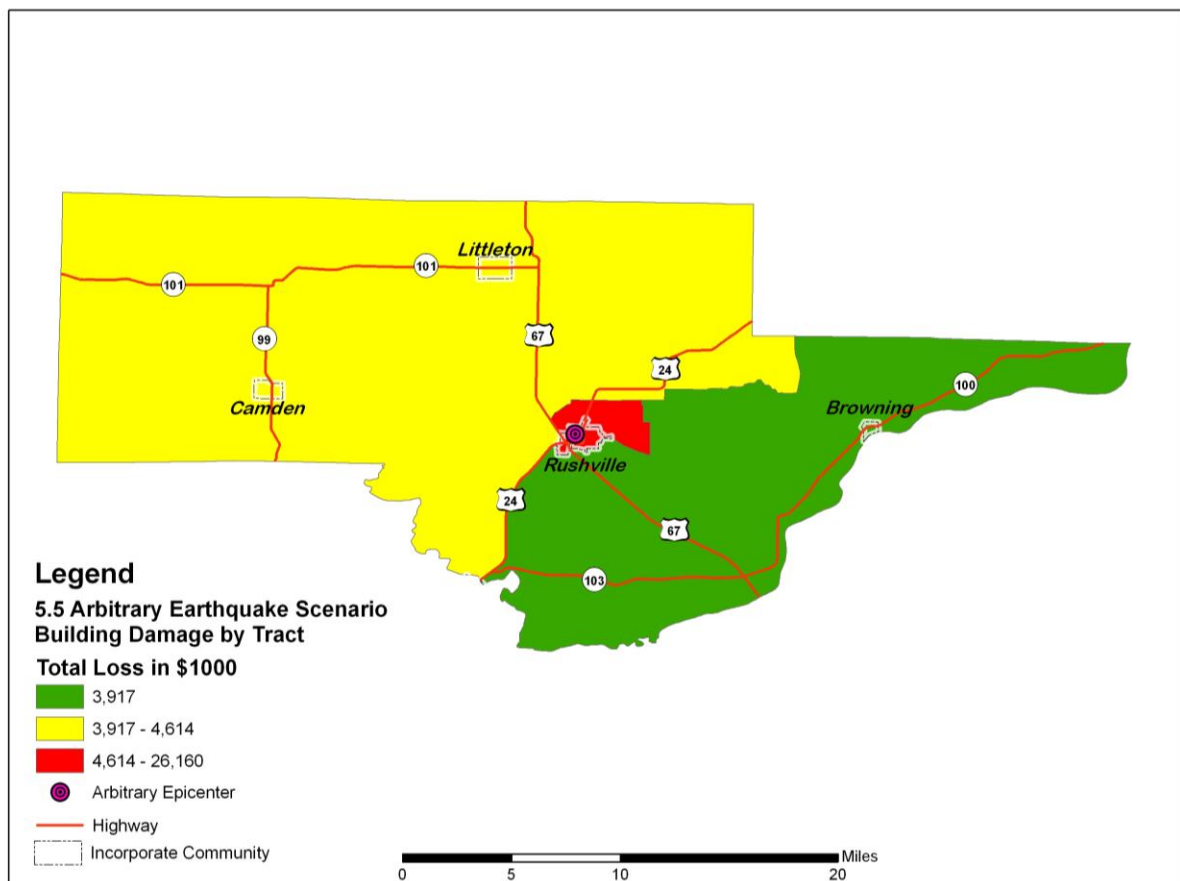 Littleton
101
101
67
99
24
100
Camden
Browning
Rushville
24
67
103
Legend
5.5 Arbitrary Earthquake Scenario
Building Damage by Tract
Total Loss in $1000
3,917
3,917 - 4,614
4,614 - 26,160
Arbitrary Epicenter
Highway
Incorporate Community
Miles
0 5 10 20